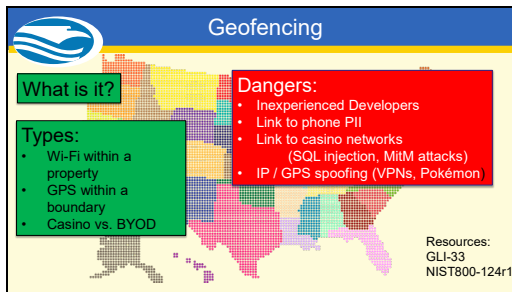 Geofencing
What is it?
Types:
• Wi-Fi within a
property
• GPS within a
boundary
• Casino vs. BYOD
Dangers:
• Inexperienced Developers
• Link to phone PII
• Link to casino networks
(SQL injection, MitM attacks)
• IP / GPS spoofing (VPNs, Pokémon)
Resources:
GLI-33
NIST800-124r1